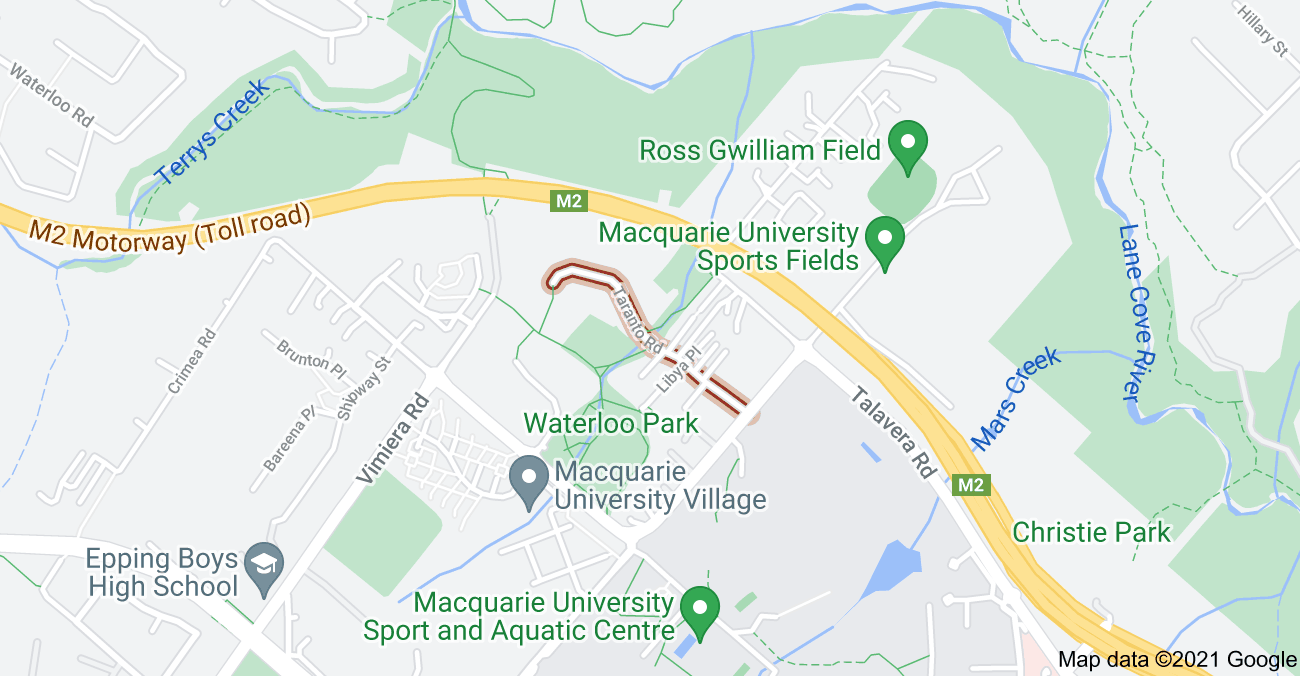 Hillary St
Waterloo Rd
Terrys Creek
Ross Gwilliam Field
M2
M2 Motorway (Toll road)
Macquarie University
Sports Fields
Lane Cove River
Taranto Rd
Crimea Rd
Brunton Pl
Shipway St
Libya Pl
Mars Creek
Bareena Pl
Vimiera Rd
Waterloo Park
Talavera Rd
Macquarie
University Village
M2
Christie Park
Epping Boys
High School
Macquarie University
Sport and Aquatic Centre
Map data ©2021 Google